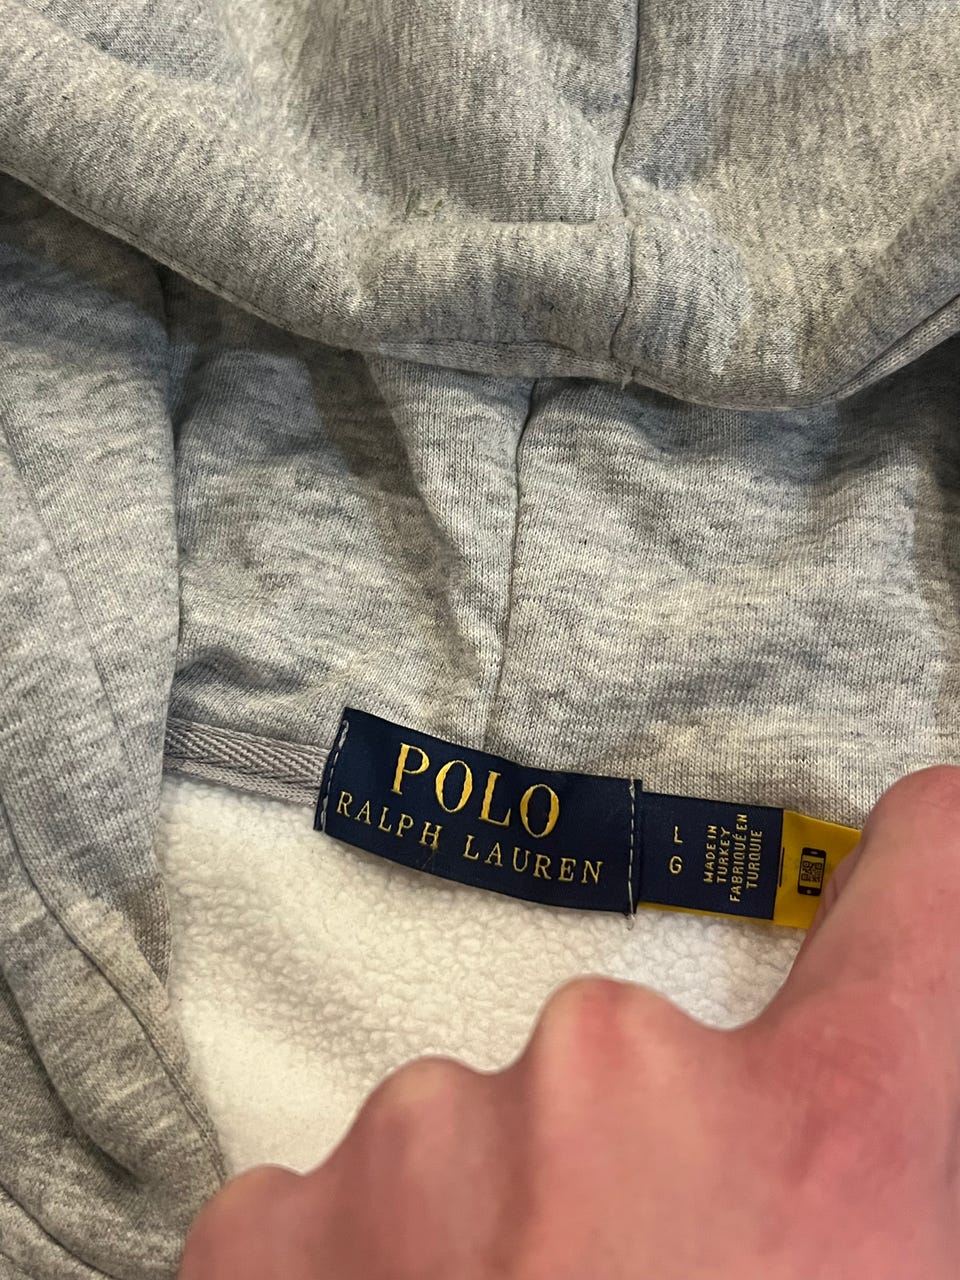 POLO
RALPH LAUREN
L
G
MADE IN
TURKEY
FABRIQUÉ EN
TURQUIE